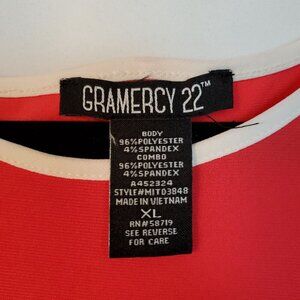 GRAMERCY 22™
BODY
96%POLYESTER
4%SPANDEX
COMBO
96%POLYESTER
4%SPANDEX
A452324
STYLE#MITD3848
MADE IN VIETNAM
XL
RN#58719
SEE REVERSE
FOR CARE